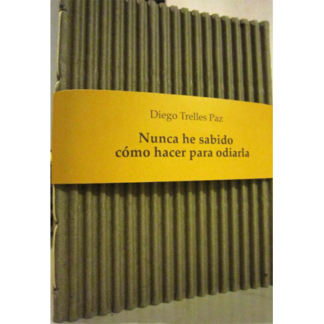 Diego Trelles Paz
Nunca he sabido
cómo hacer para odiarla